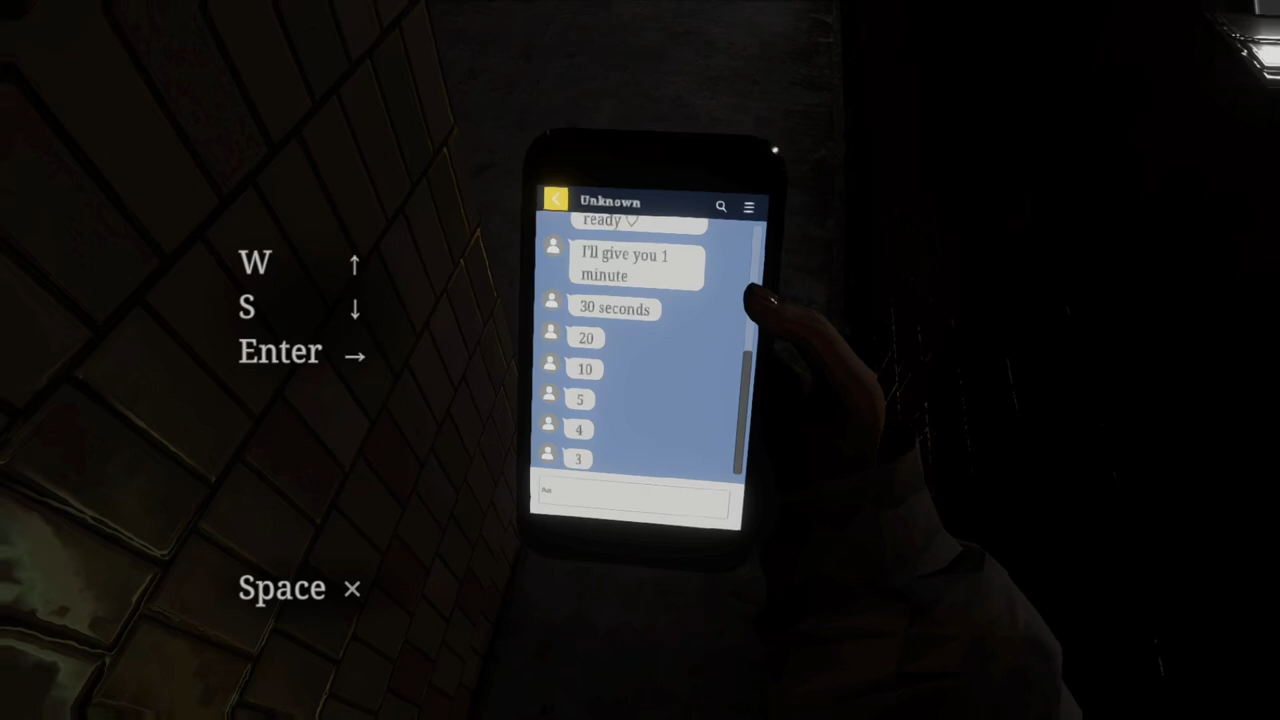 Unknown
ready ♡
I'll give you 1
minute
30 seconds
20
10
5
4
3
W ↑
S ↓
Enter →
Space ×